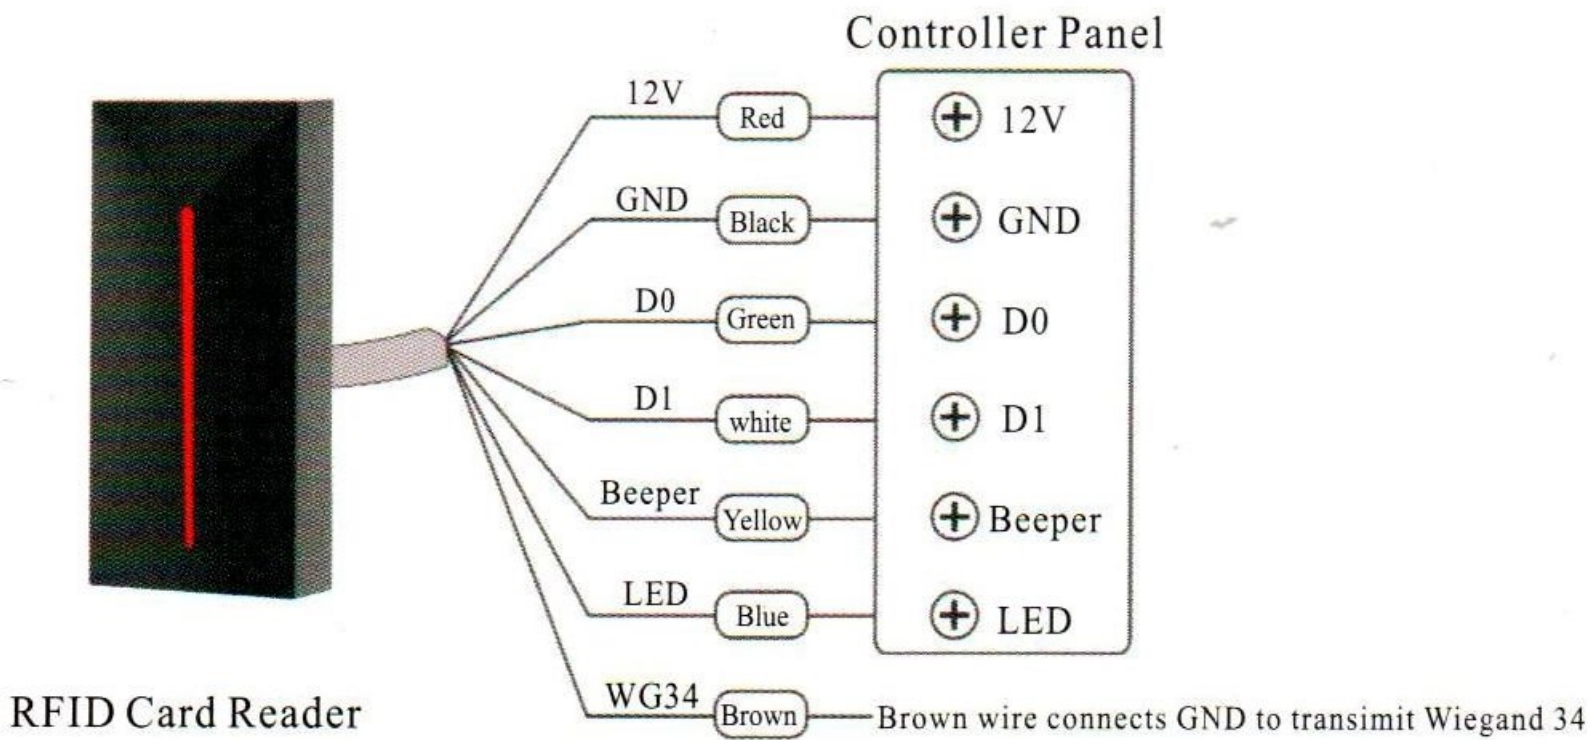 Controller Panel
12V Red 12V
GND Black GND
D0 Green D0
D1 white D1
Beeper Yellow Beeper
LED Blue LED
WG34 Brown Brown wire connects GND to transimit Wiegand 34
RFID Card Reader